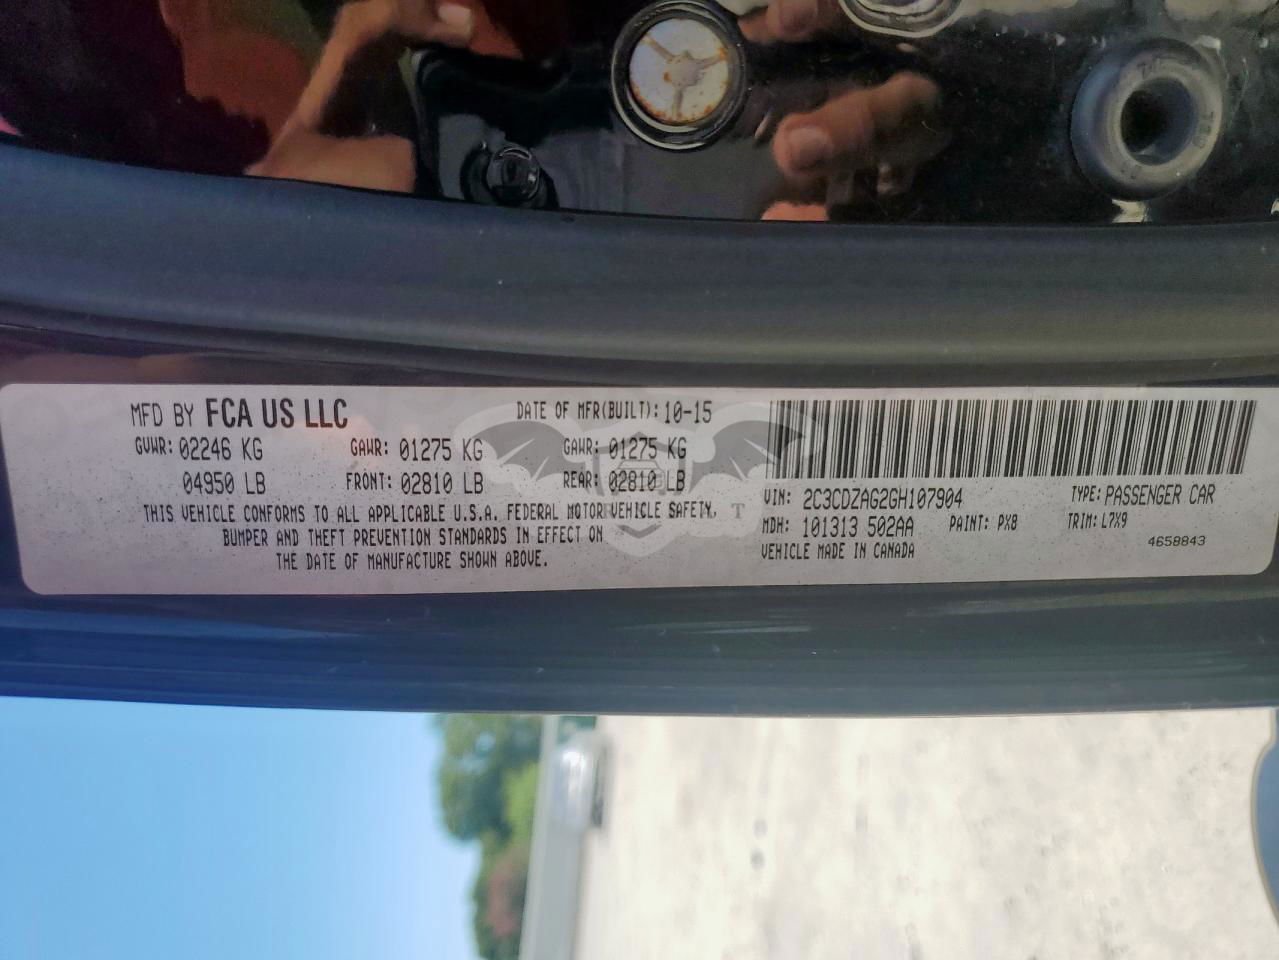 MFD BY FCA US LLC DATE OF MFR(BUILT): 10-15
GVWR: 02246 KG GAWR: 01275 KG GAWR: 01275 KG
04950 LB FRONT: 02810 LB REAR: 02810 LB
THIS VEHICLE CONFORMS TO ALL APPLICABLE U.S.A. FEDERAL MOTOR VEHICLE SAFETY,
BUMPER AND THEFT PREVENTION STANDARDS IN EFFECT ON
THE DATE OF MANUFACTURE SHOWN ABOVE.
VIN: 2C3CDZAG2GH107904 TYPE: PASSENGER CAR
MDH: 101313 502AA PAINT: PX8 TRIM: L7X9
VEHICLE MADE IN CANADA 4658843